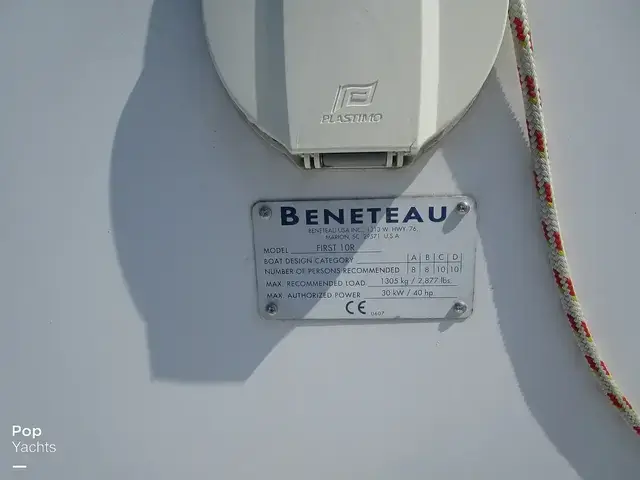 PLASTIMO
BENETEAU
BENETEAU USA INC., 1313 W. HWY. 76
MARION, SC 29571 U.S.A
MODEL FIRST 10R
BOAT DESIGN CATEGORY A B C D
NUMBER OF PERSONS RECOMMENDED 8 8 10 10
MAX. RECOMMENDED LOAD 1305 kg / 2,877 lbs.
MAX AUTHORIZED POWER 30 kW / 40 hp
CE 0607
Pop
Yachts